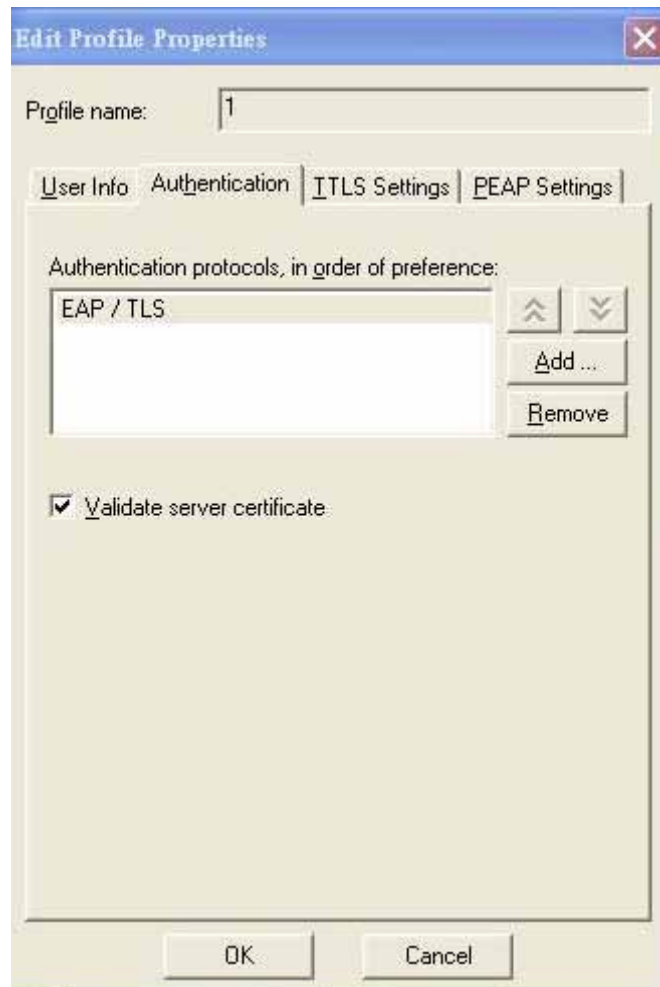 Edit Profile Properties
Profile name: 1
User Info Authentication TTLS Settings PEAP Settings
Authentication protocols, in order of preference:
EAP / TLS
Add ...
Remove
Validate server certificate
OK Cancel